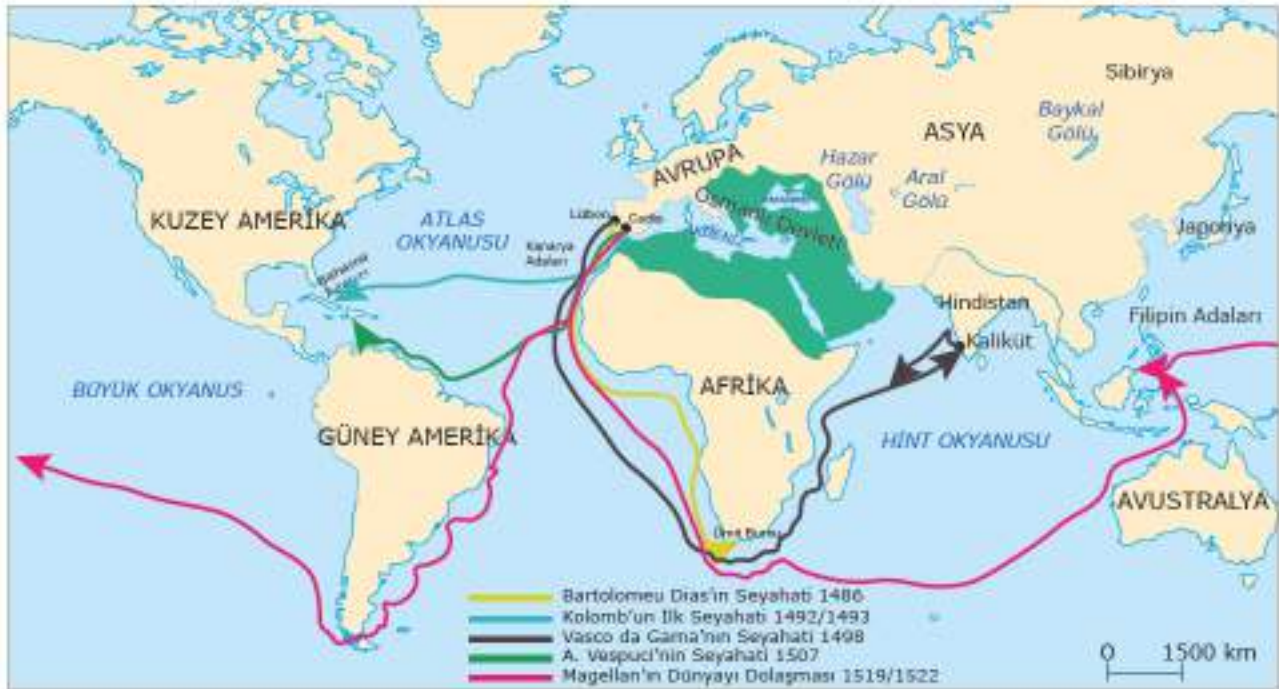 Sibirya
Baykal
Gölü
ASYA
AVRUPA
Hazar
Gölü
Aral
Gölü
Osmanlı Devleti
KUZEY AMERİKA
ATLAS
OKYANUSU
Lizbon
Kanarya
Adaları
Japonya
Hindistan
Filipin Adaları
Kaliküt
BÜYÜK OKYANUS
AFRİKA
GÜNEY AMERİKA
HİNT OKYANUSU
AVUSTRALYA
Ümit Burnu
Bartolomeu Dias'ın Seyahati 1486
Kolomb'un İlk Seyahati 1492/1493
Vasco da Gama'nın Seyahati 1498
A. Vespuci'nin Seyahati 1507
Magellan'ın Dünyayı Dolaşması 1519/1522
0 1500 km